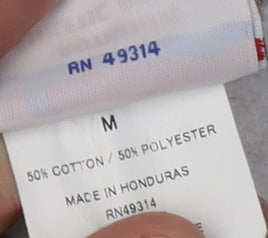 RN 49314
M
50% COTTON / 50% POLYESTER
MADE IN HONDURAS
RN49314